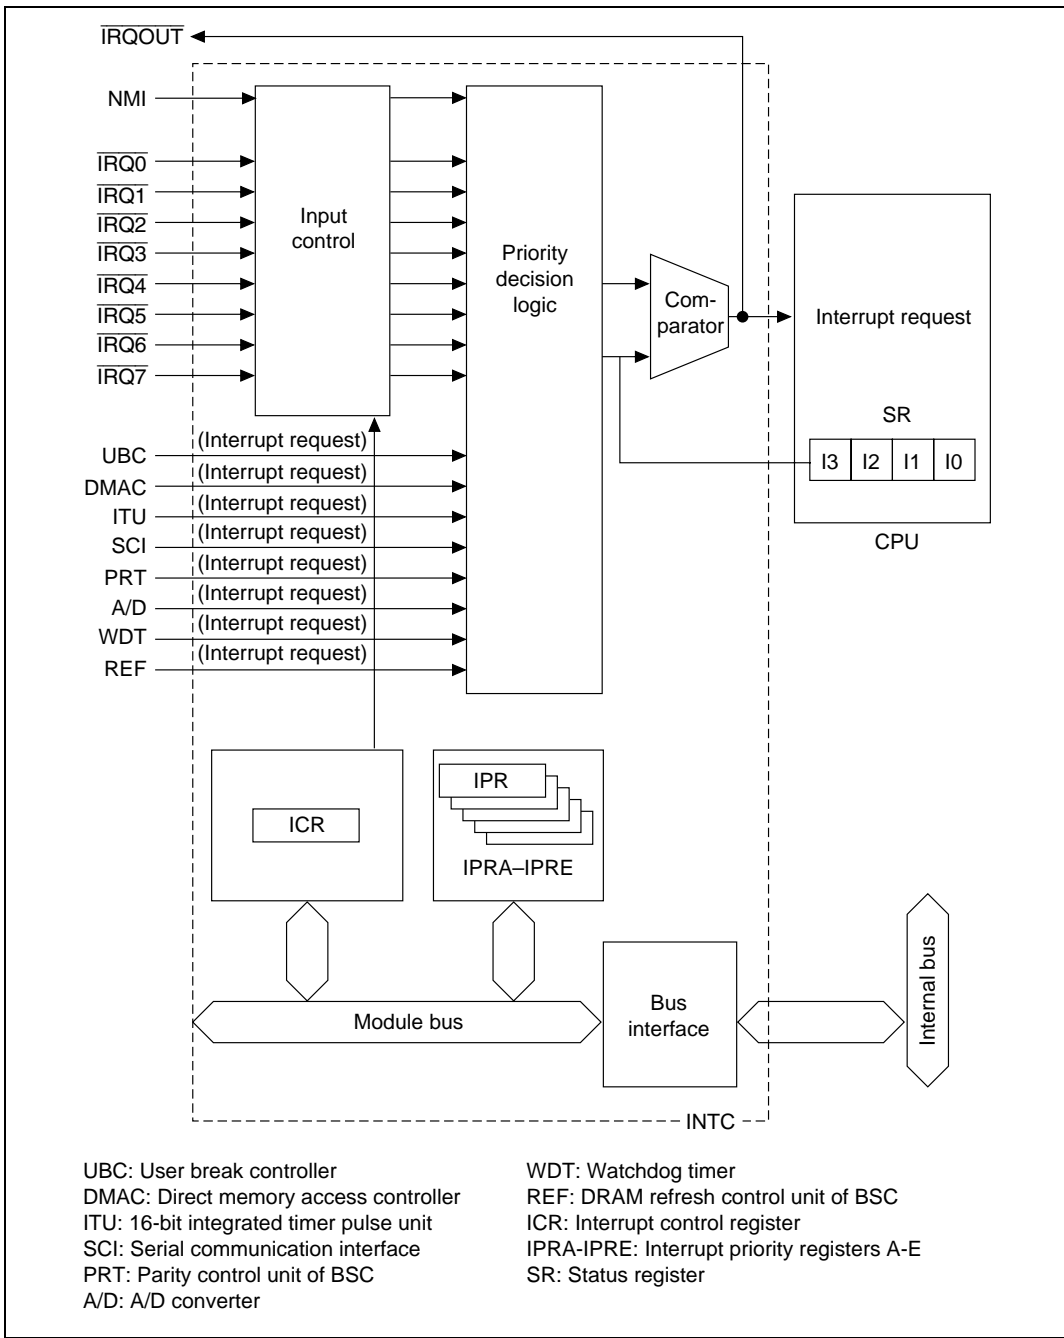 IRQOUT
NMI
IRQ0
IRQ1
IRQ2
IRQ3
IRQ4
IRQ5
IRQ6
IRQ7
Input
control
Priority
decision
logic
Com-
parator
Interrupt request
SR
I3 I2 I1 I0
CPU
UBC
(Interrupt request)
DMAC
(Interrupt request)
ITU
(Interrupt request)
SCI
(Interrupt request)
PRT
(Interrupt request)
A/D
(Interrupt request)
WDT
(Interrupt request)
REF
(Interrupt request)
ICR
IPR
IPRA–IPRE
Module bus
Bus
interface
Internal bus
INTC
UBC: User break controller
DMAC: Direct memory access controller
ITU: 16-bit integrated timer pulse unit
SCI: Serial communication interface
PRT: Parity control unit of BSC
A/D: A/D converter
WDT: Watchdog timer
REF: DRAM refresh control unit of BSC
ICR: Interrupt control register
IPRA-IPRE: Interrupt priority registers A-E
SR: Status register